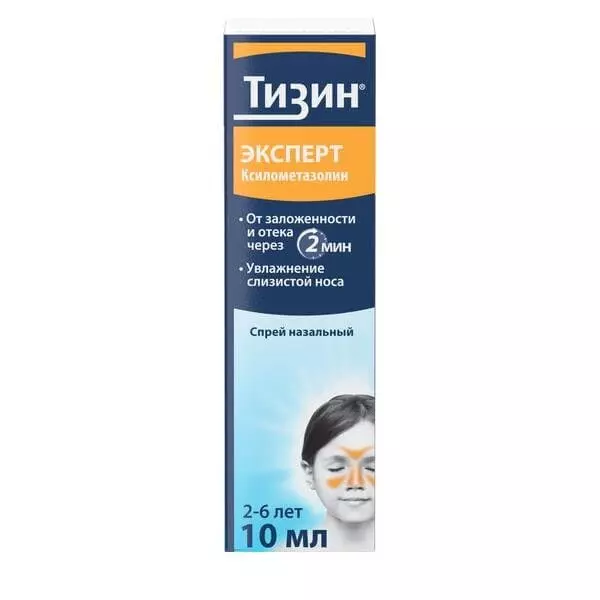 Тизин®
ЭКСПЕРТ
Ксилометазолин
• От заложенности
и отека
через 2 мин
• Увлажнение
слизистой носа
Спрей назальный
2-6 лет
10 мл